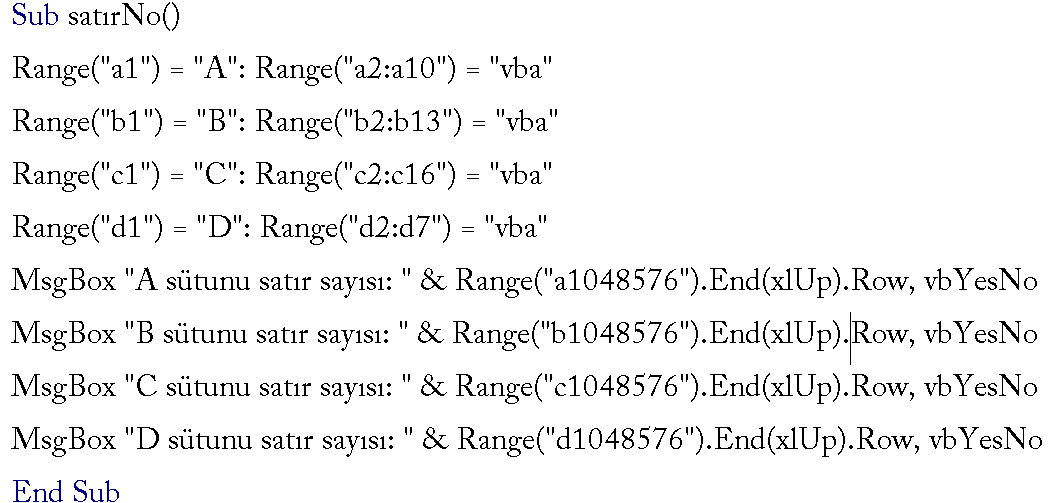 Sub satırNo()
Range("a1") = "A": Range("a2:a10") = "vba"
Range("b1") = "B": Range("b2:b13") = "vba"
Range("c1") = "C": Range("c2:c16") = "vba"
Range("d1") = "D": Range("d2:d7") = "vba"
MsgBox "A sütunu satır sayısı: " & Range("a1048576").End(xlUp).Row, vbYesNo
MsgBox "B sütunu satır sayısı: " & Range("b1048576").End(xlUp).Row, vbYesNo
MsgBox "C sütunu satır sayısı: " & Range("c1048576").End(xlUp).Row, vbYesNo
MsgBox "D sütunu satır sayısı: " & Range("d1048576").End(xlUp).Row, vbYesNo
End Sub